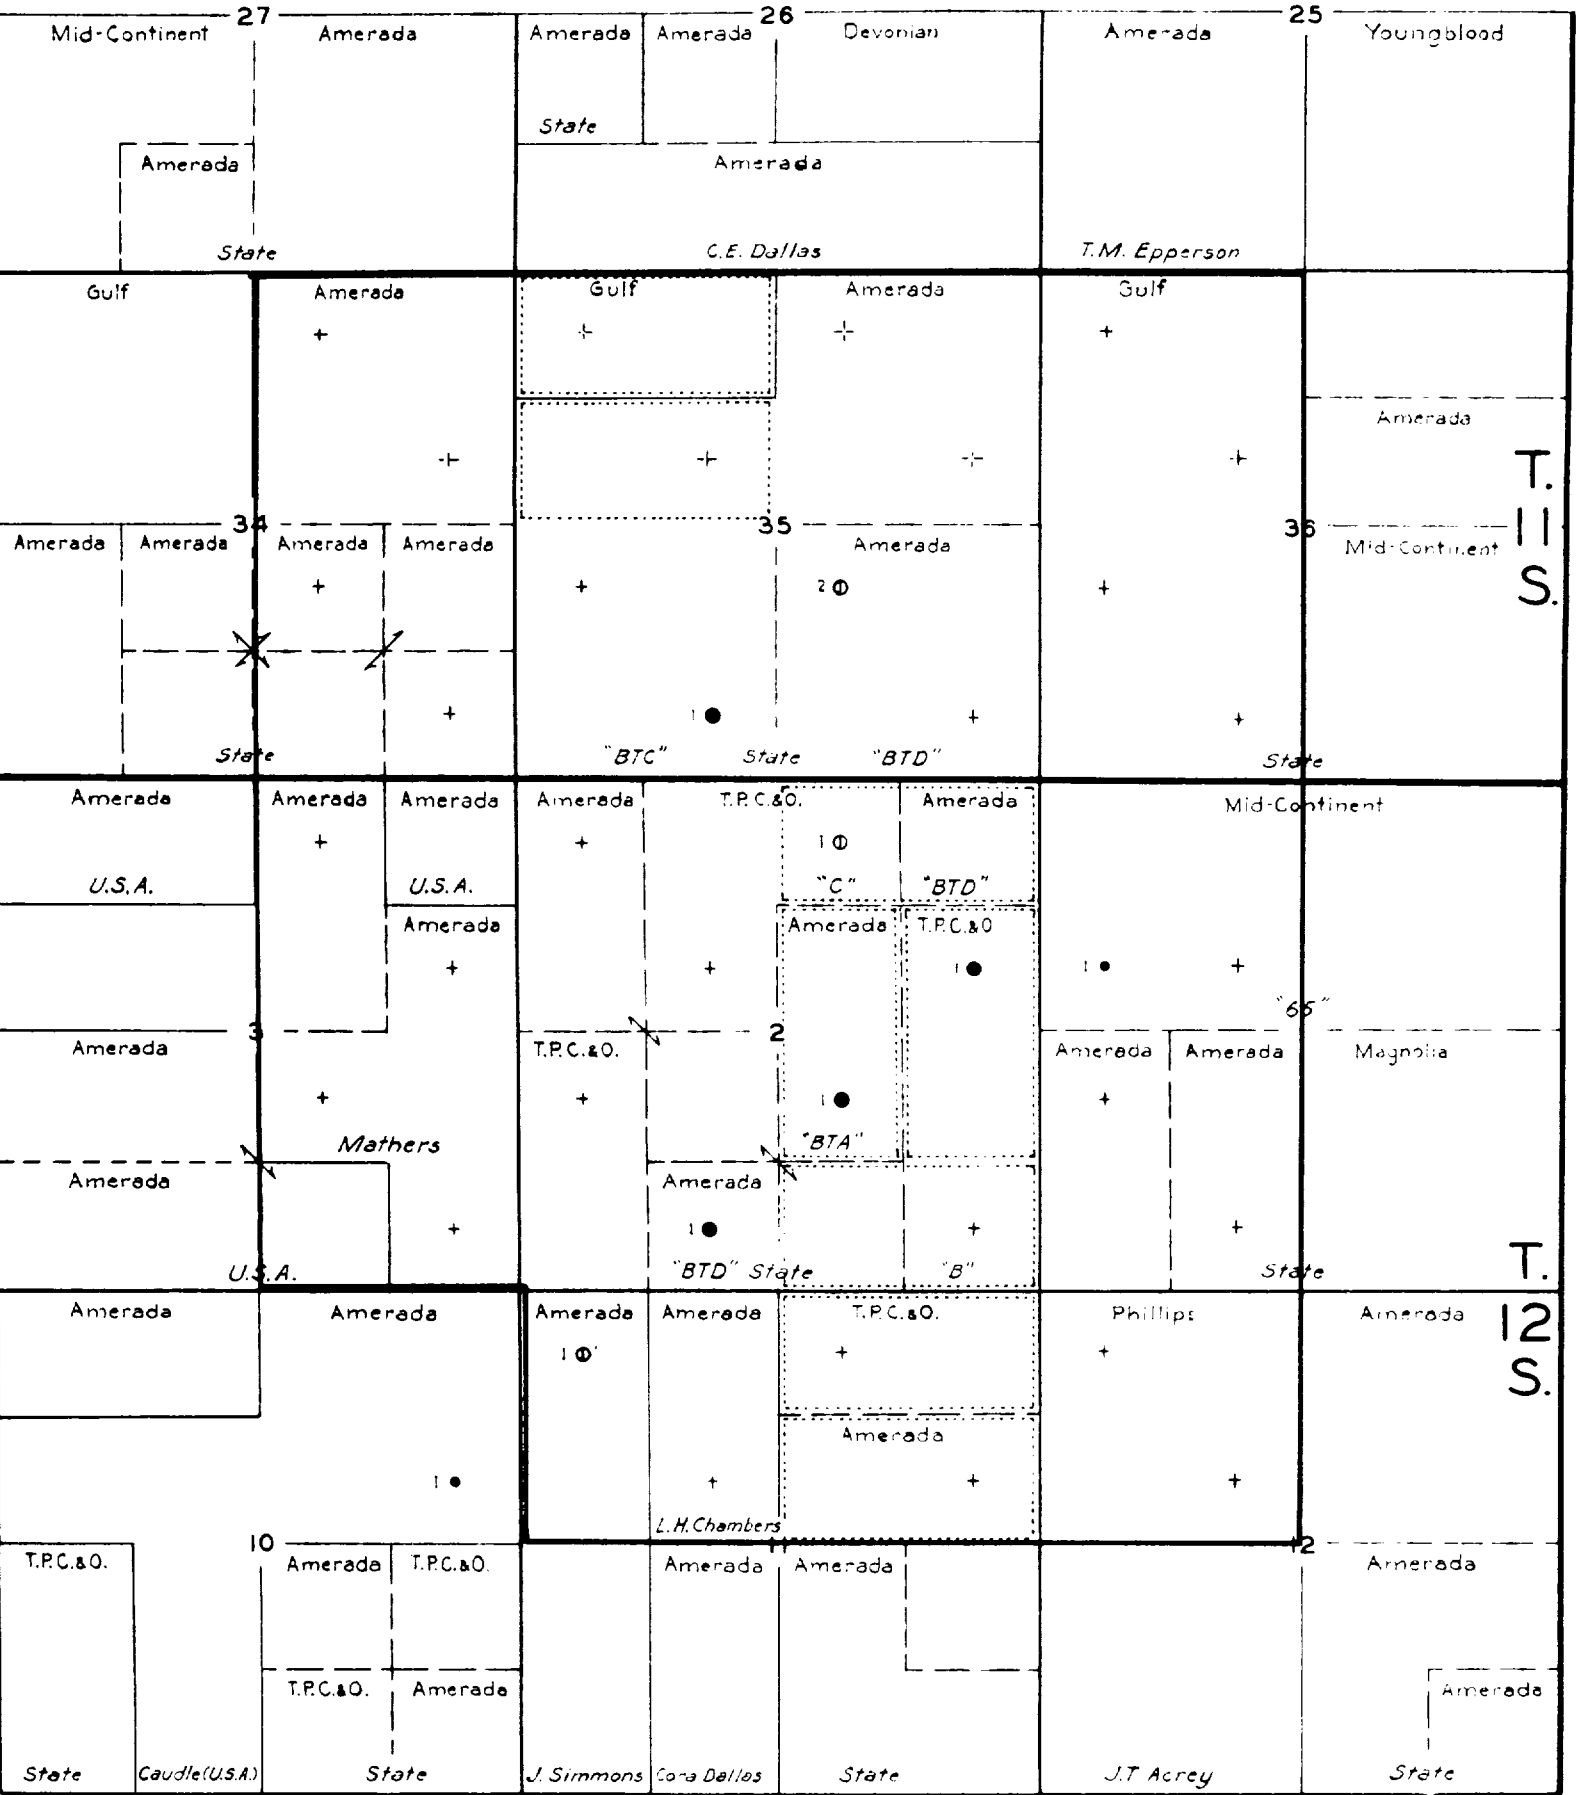 27 26 25
Mid-Continent Amerada Amerada Amerada Devonian Amerada Youngblood
State
Amerada Amerada
State C.E. Dallas T.M. Epperson
Gulf Amerada Gulf Amerada Gulf
Amerada
T.
34 35 36
11
Amerada Amerada Amerada Amerada Amerada Mid-Continent
2
S.
1
State "BTC" State "BTD" State
Amerada Amerada Amerada Amerada T.P.C.&O. Amerada Mid-Continent
1
U.S.A. U.S.A. "C" "BTD"
Amerada Amerada T.P.C.&O
1 1
"65"
3 2
Amerada T.P.C.&O. Amerada Amerada Magnolia
1
Mathers "BTA"
Amerada Amerada
1
U.S.A. "BTD" State "B" State
T.
Amerada Amerada Amerada Amerada T.P.C.&O. Phillips Amerada
12
1
S.
Amerada
1
L.H. Chambers
10 11 12
T.P.C.&O. Amerada T.P.C.&O. Amerada Amerada Amerada
T.P.C.&O. Amerada Amerada
State Caudle (U.S.A.) State J. Simmons Cora Dallas State J.T Acrey State